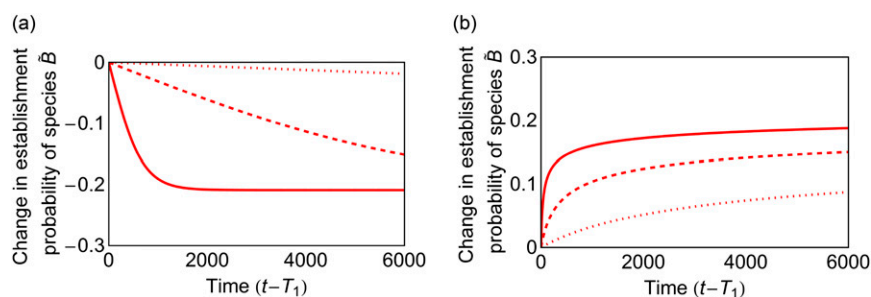 (a)
Change in establishment
probability of species B̃
0
−0.1
−0.2
−0.3
0
2000
4000
6000
Time (t−T₁)
(b)
Change in establishment
probability of species B̃
0.3
0.2
0.1
0
0
2000
4000
6000
Time (t−T₁)